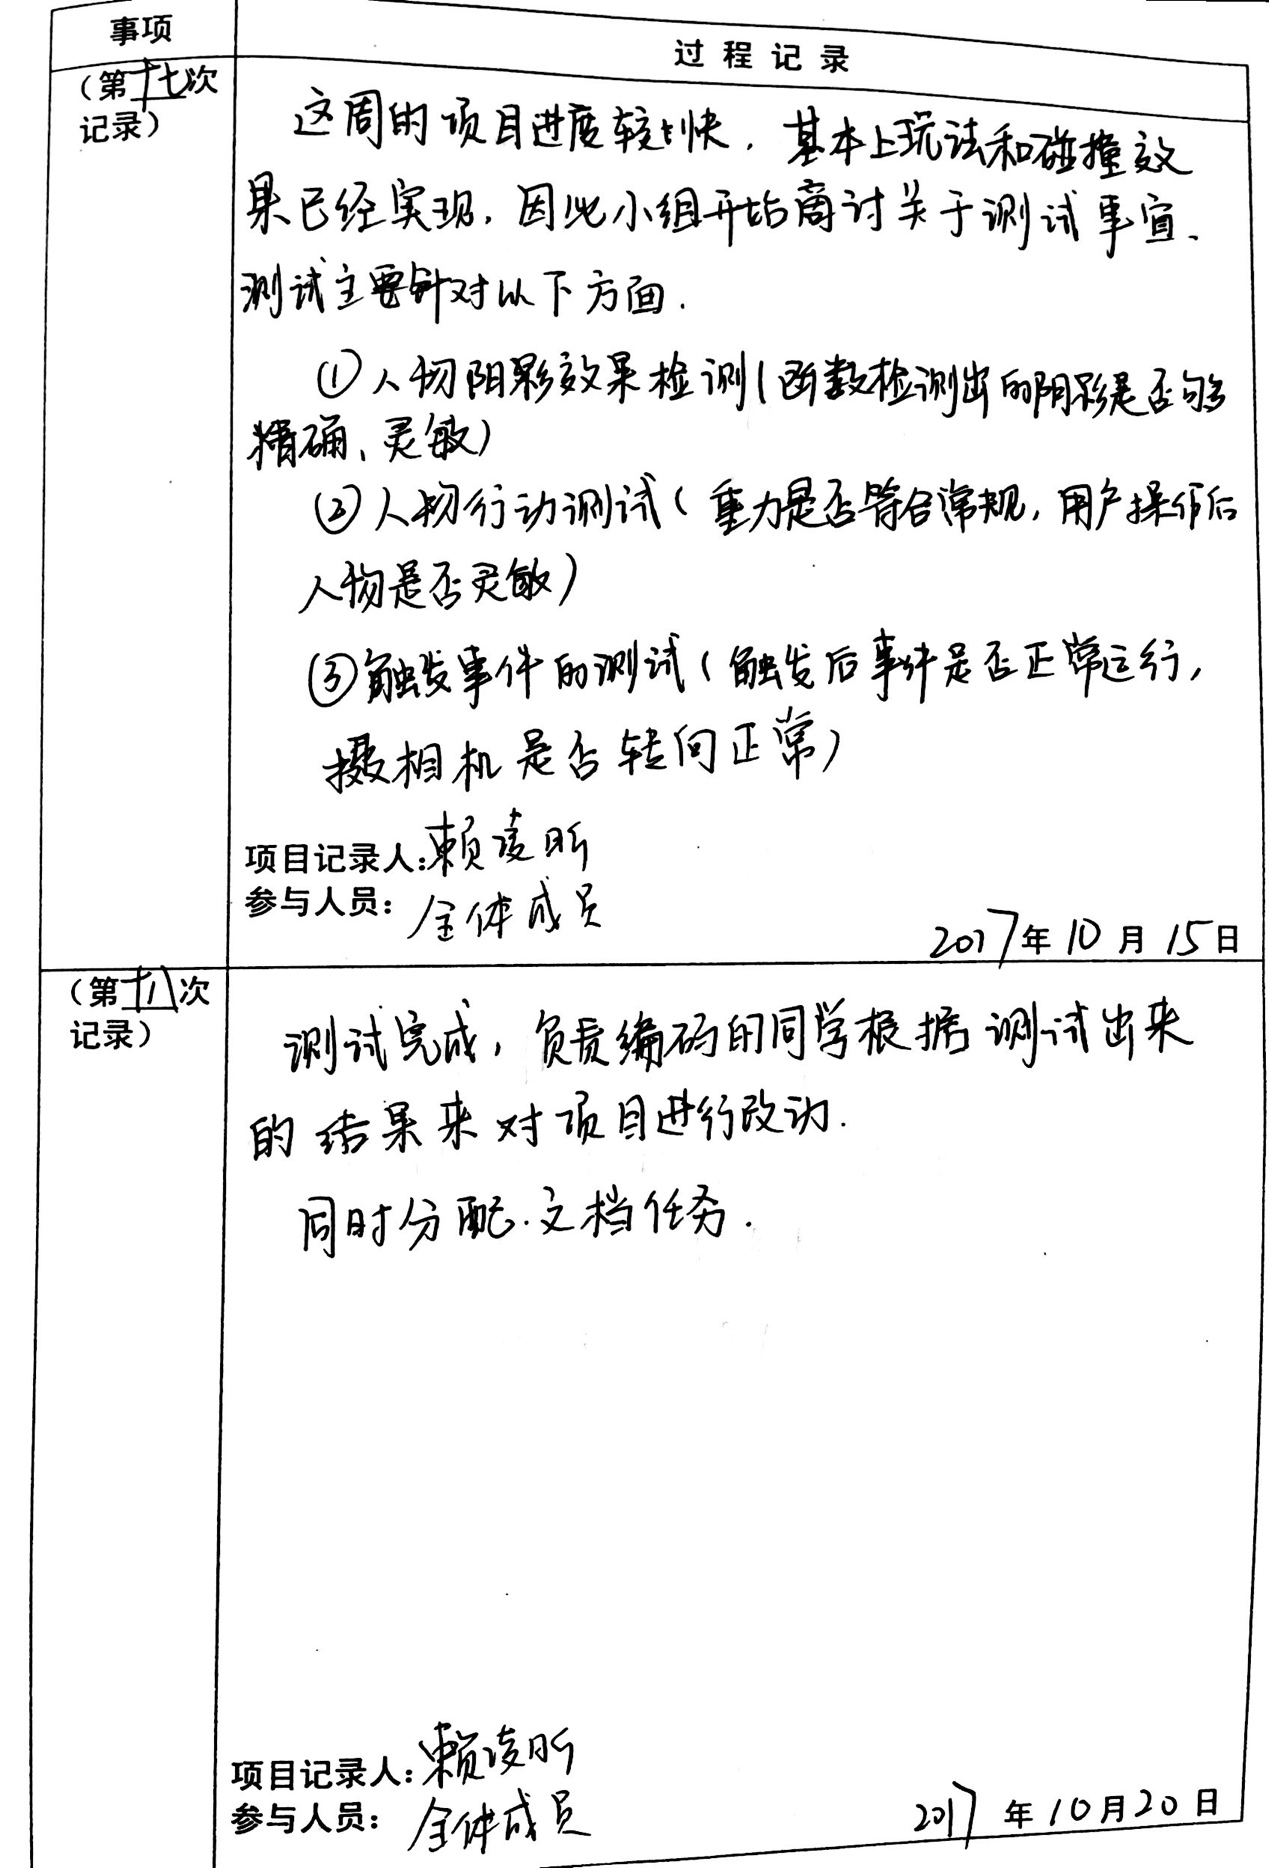 事项
过程记录
（第十七次
记录）
这周的项目进度较快，基本上玩法和碰撞效
果已经实现，因此小组开始商讨关于测试事宜、
测试主要针对以下方面.
①人物阴影效果检测（函数检测出的阴影是否够
精确、灵敏）
②人物行动测试（重力是否符合常规，用户操作后
人物是否灵敏）
③触发事件的测试（触发后事件是否正常运行，
摄相机是否转向正常）
项目记录人：赖凌昕
参与人员：全体成员
2017年10月15日
（第十八次
记录）
测试完成，负责编码的同学根据测试出来
的结果来对项目进行改动.
同时分配.文档任务.
项目记录人：赖凌昕
参与人员：全体成员
2017年10月20日